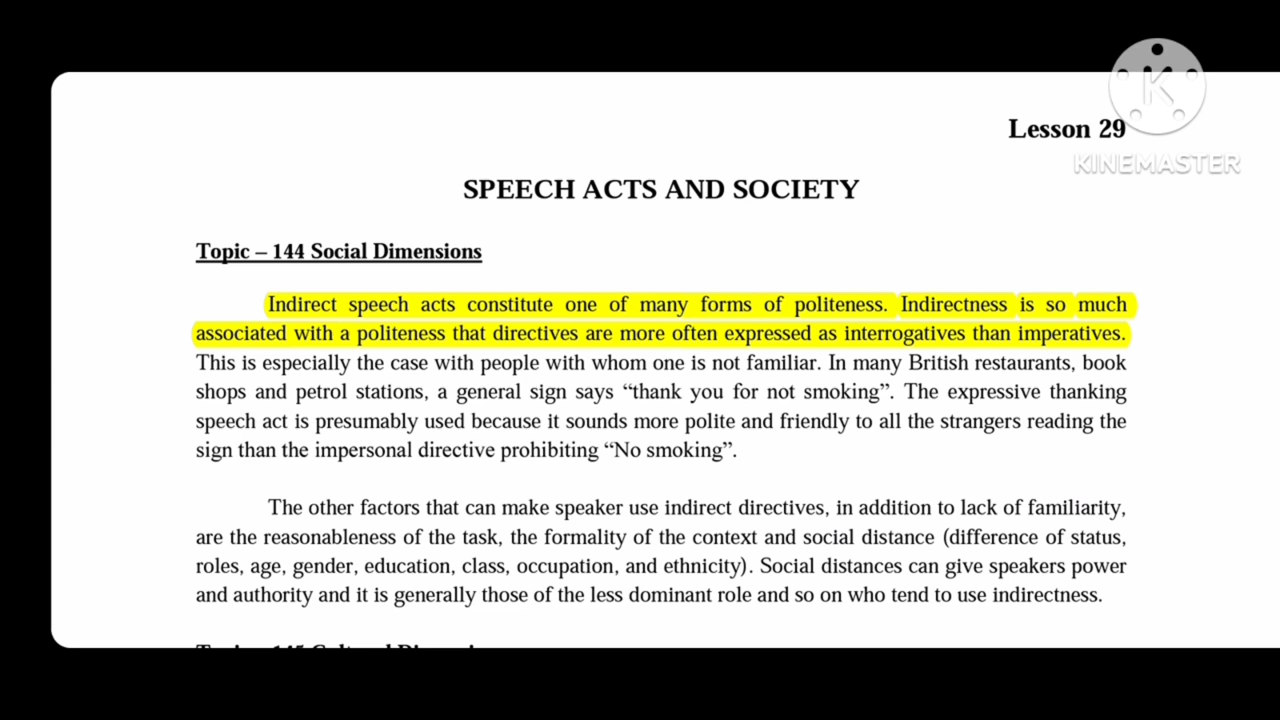 KINEMASTER
Lesson 29
SPEECH ACTS AND SOCIETY
Topic – 144 Social Dimensions
Indirect speech acts constitute one of many forms of politeness. Indirectness is so much
associated with a politeness that directives are more often expressed as interrogatives than imperatives.
This is especially the case with people with whom one is not familiar. In many British restaurants, book
shops and petrol stations, a general sign says “thank you for not smoking”. The expressive thanking
speech act is presumably used because it sounds more polite and friendly to all the strangers reading the
sign than the impersonal directive prohibiting “No smoking”.
The other factors that can make speaker use indirect directives, in addition to lack of familiarity,
are the reasonableness of the task, the formality of the context and social distance (difference of status,
roles, age, gender, education, class, occupation, and ethnicity). Social distances can give speakers power
and authority and it is generally those of the less dominant role and so on who tend to use indirectness.